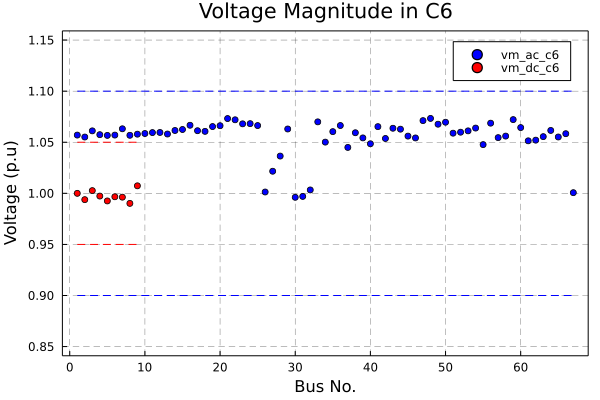 Voltage Magnitude in C6
1.15
1.10
1.05
1.00
0.95
0.90
0.85
Voltage (p.u)
vm_ac_c6
vm_dc_c6
0 10 20 30 40 50 60
Bus No.